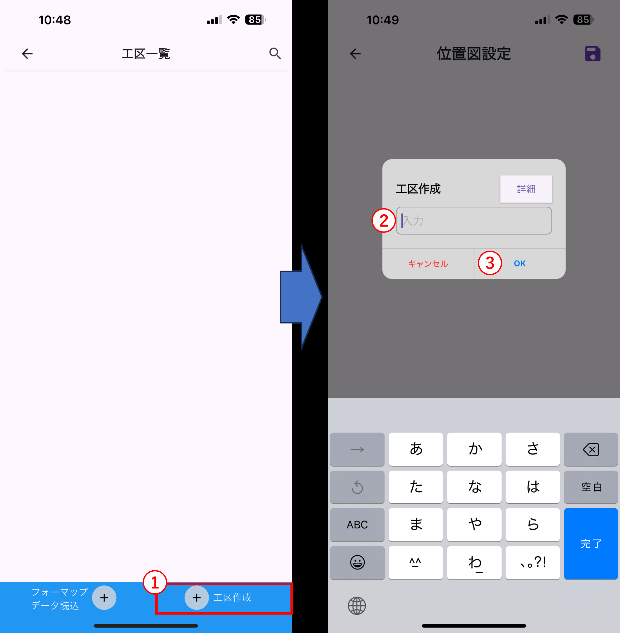 10:48
85
工区一覧
①
フォーマップ
データ読込
+
+
工区作成
10:49
85
位置図設定
工区作成
詳細
②
入力
キャンセル
③
OK
→
あ
か
さ
た
な
は
空白
ABC
ま
や
ら
完了
^^
わ_
、。?!